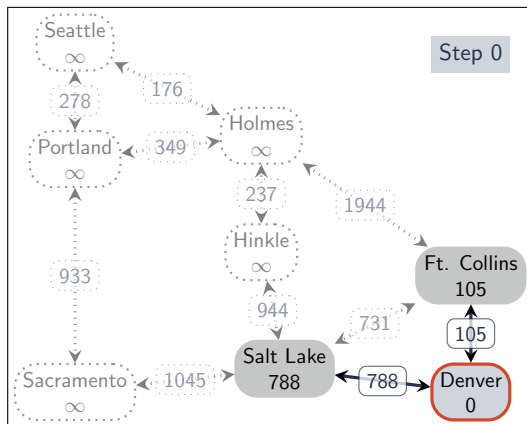 Seattle
∞
Step 0
278
176
Holmes
∞
Portland
∞
349
237
1944
Hinkle
∞
Ft. Collins
105
933
944
731
105
Salt Lake
788
Sacramento
∞
1045
788
Denver
0